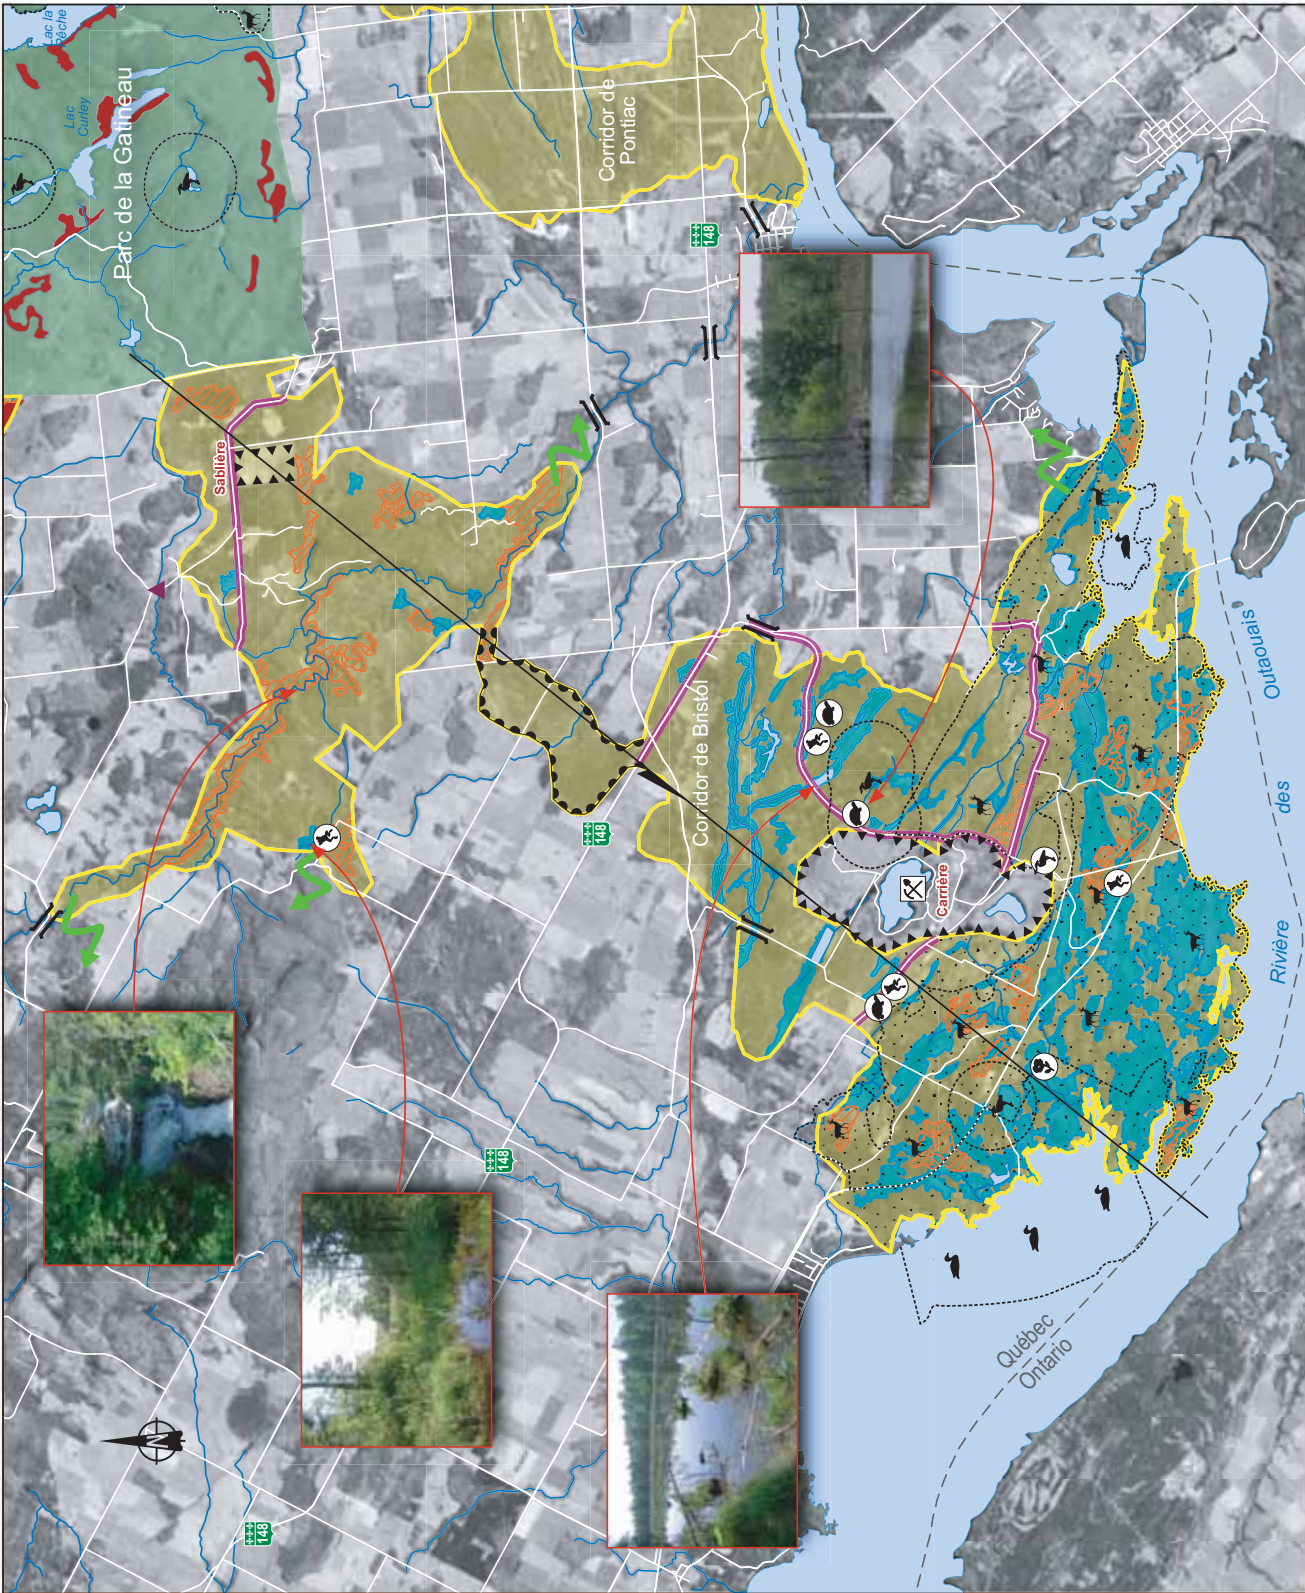 Lac la
Pêche
Lac
Curley
Parc de la Gatineau
Corridor de
Pontiac
148
Sablière
Corridor de Bristol
148
Carrière
148
148
Rivière
des
Outaouais
Québec
Ontario
N